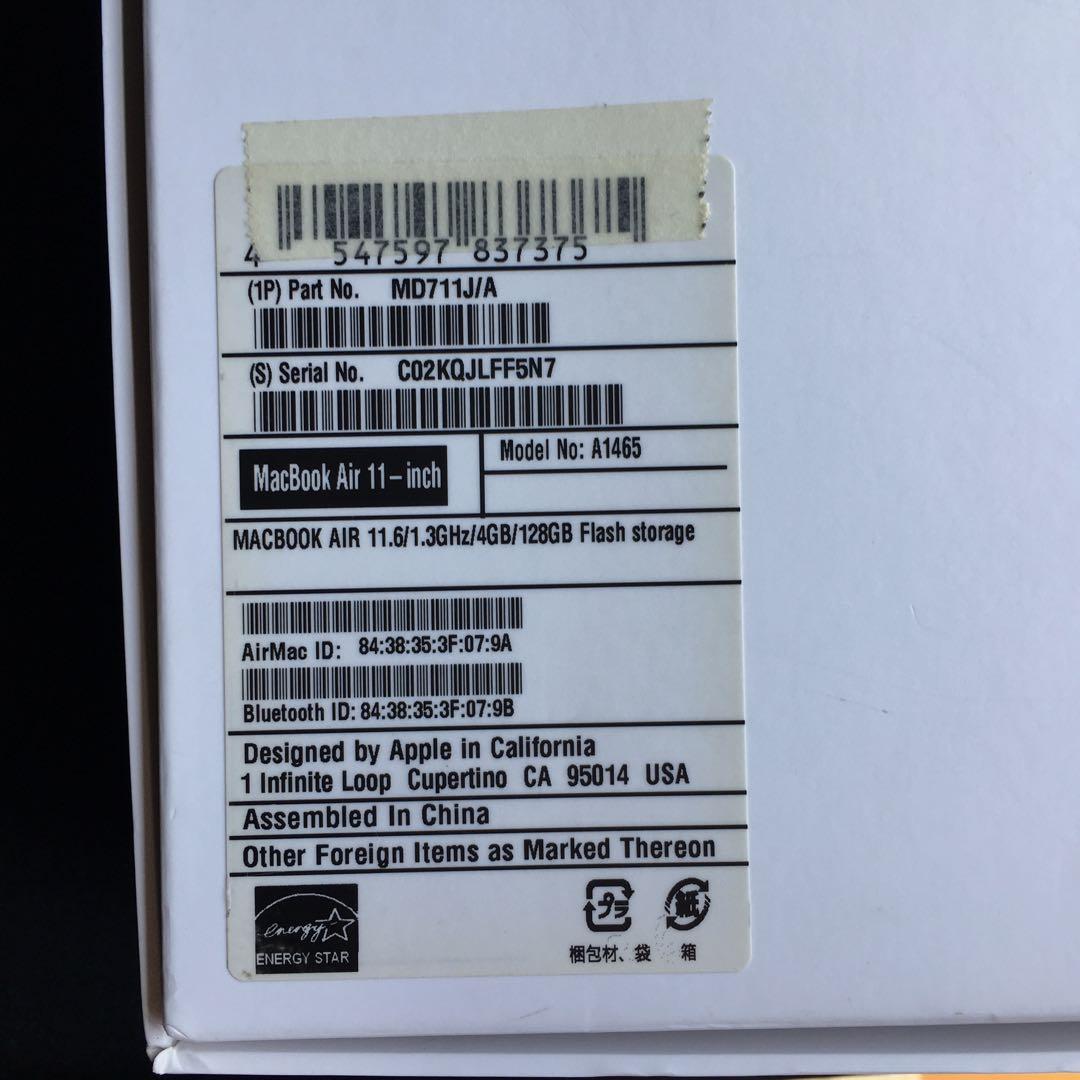 4 547597 837375
(1P) Part No. MD711J/A
(S) Serial No. C02KQJLFF5N7
MacBook Air 11-inch
Model No: A1465
MACBOOK AIR 11.6/1.3GHz/4GB/128GB Flash storage
AirMac ID: 84:38:35:3F:07:9A
Bluetooth ID: 84:38:35:3F:07:9B
Designed by Apple in California
1 Infinite Loop Cupertino CA 95014 USA
Assembled In China
Other Foreign Items as Marked Thereon
energy
ENERGY STAR
プラ
紙
梱包材、袋
箱